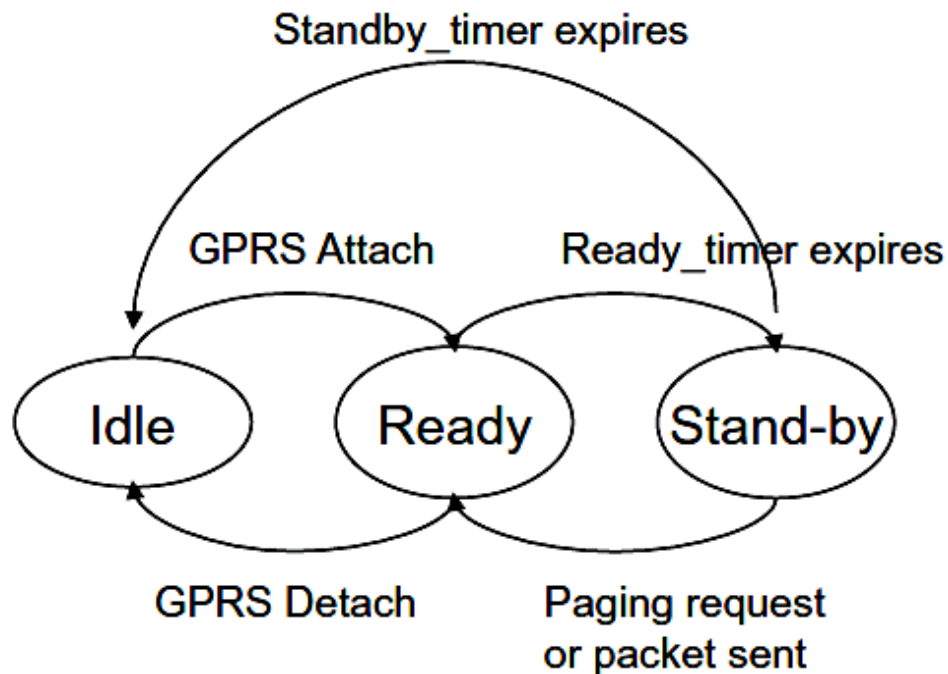 Standby_timer expires
GPRS Attach
Ready_timer expires
Idle
Ready
Stand-by
GPRS Detach
Paging request
or packet sent